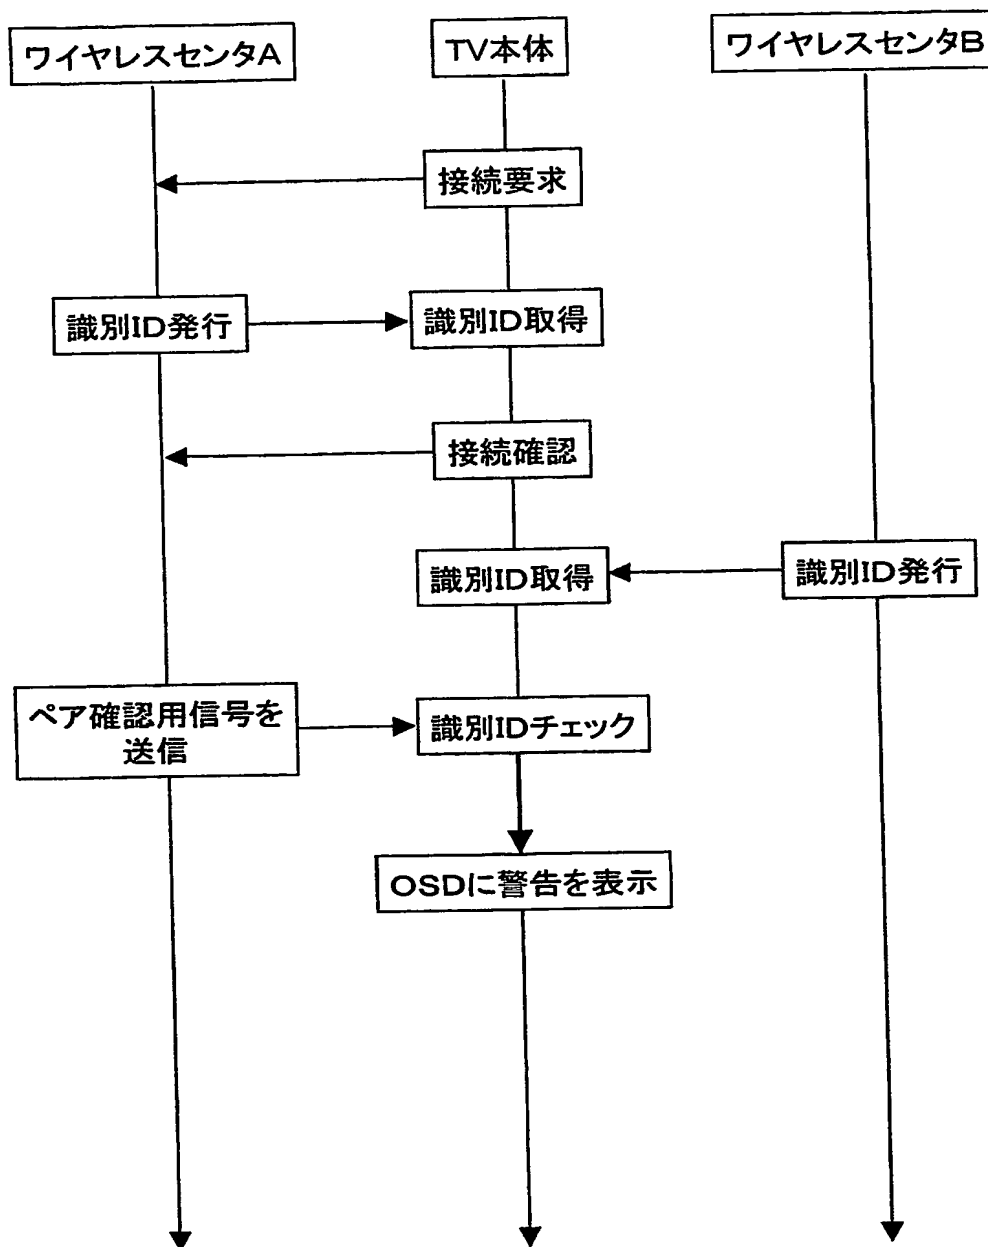 ワイヤレスセンタA
TV本体
ワイヤレスセンタB
接続要求
識別ID発行
識別ID取得
接続確認
識別ID取得
識別ID発行
ペア確認用信号を
送信
識別IDチェック
OSDに警告を表示